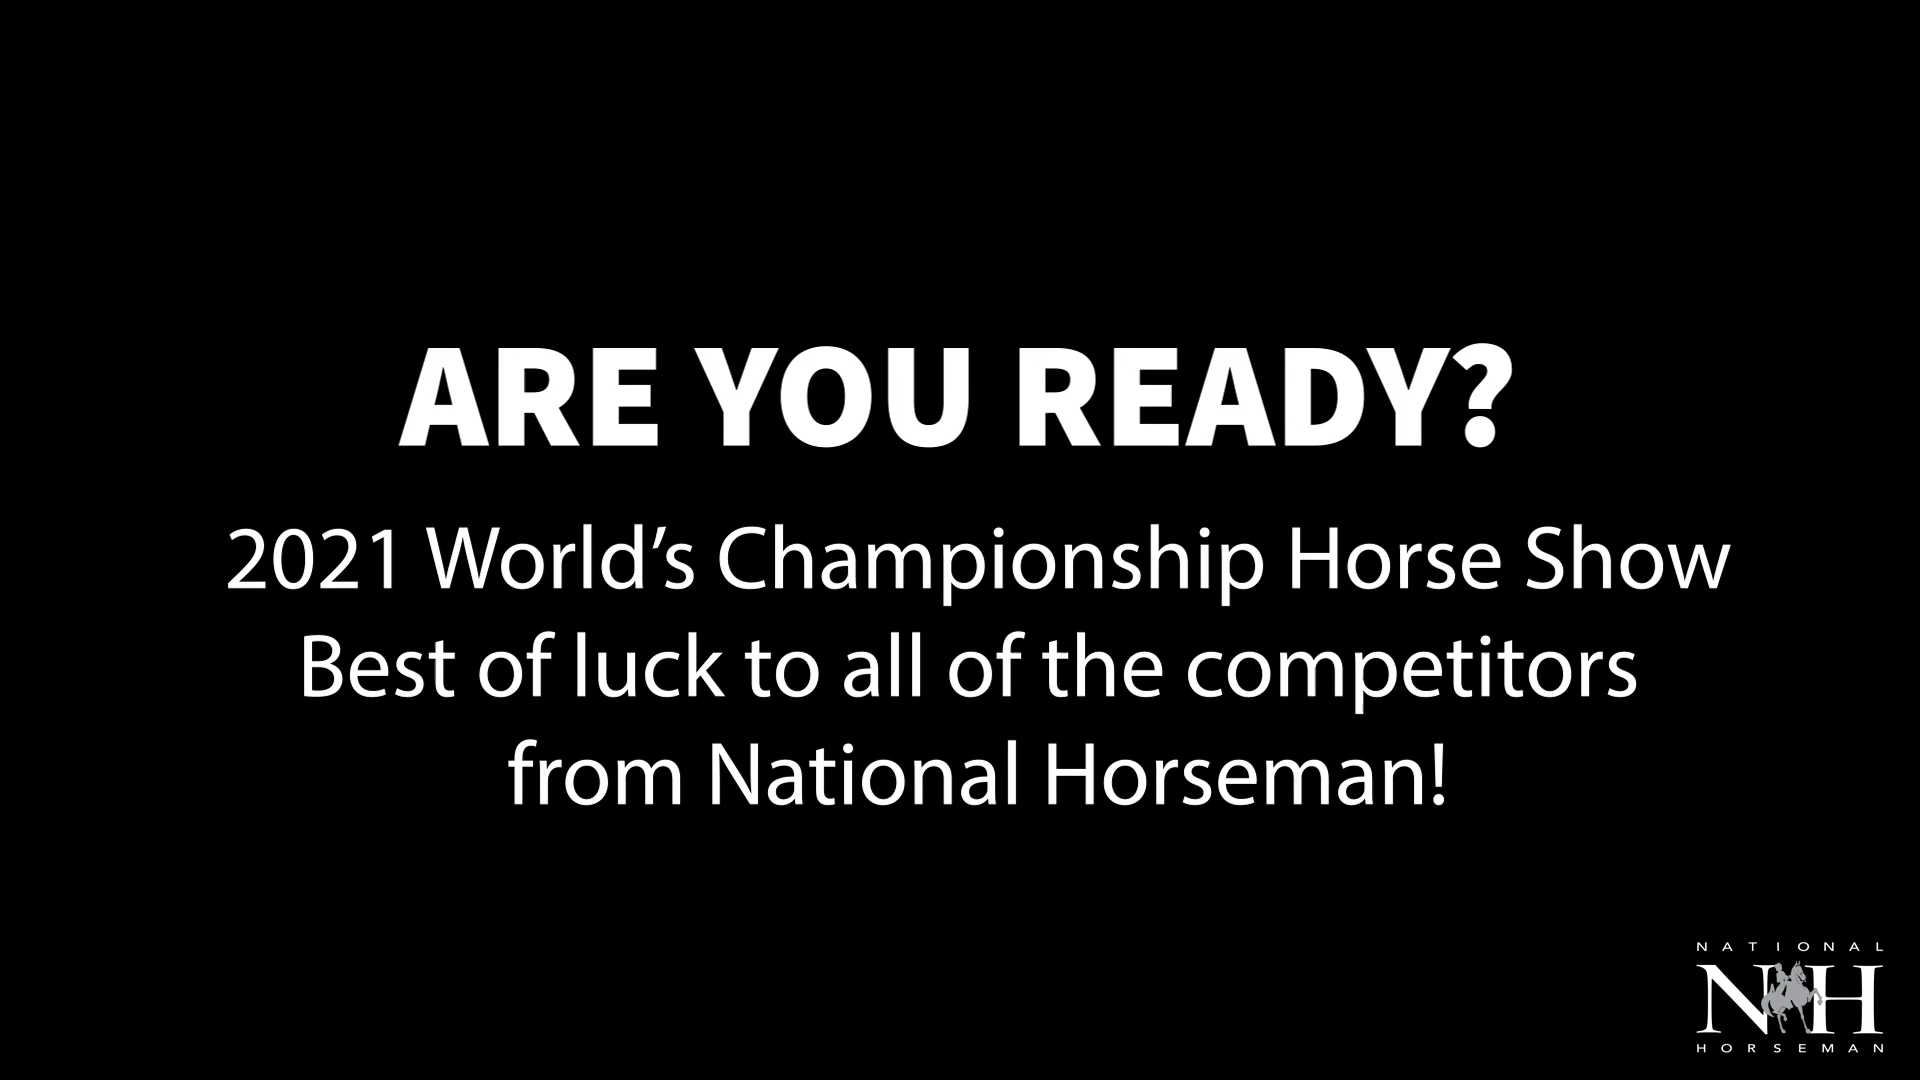 ARE YOU READY?
2021 World’s Championship Horse Show
Best of luck to all of the competitors
from National Horseman!
NATIONAL
NH
HORSEMAN